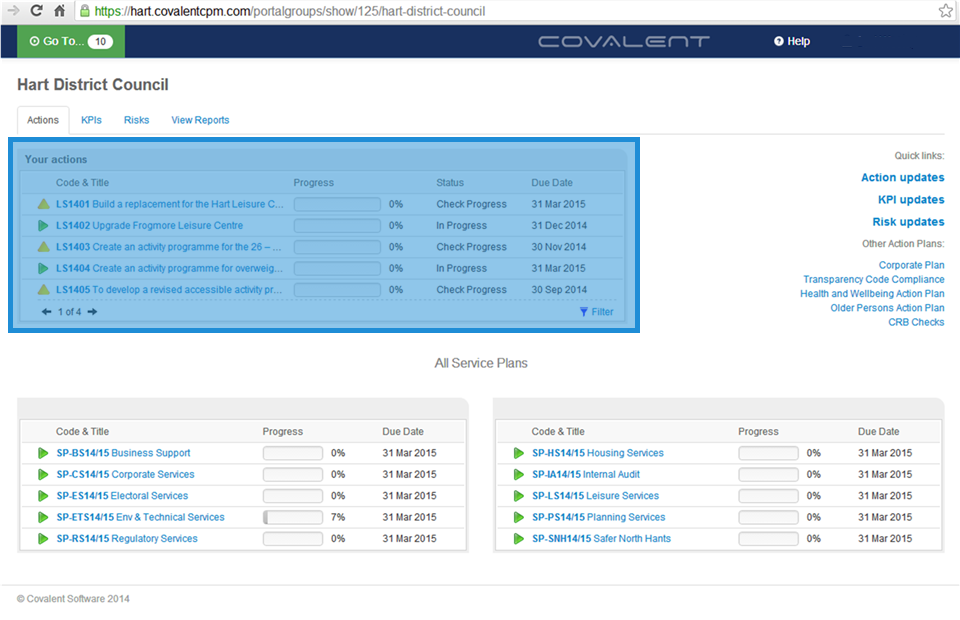 https://hart.covalentcpm.com/portalgroups/show/125/hart-district-council
Go To... 10 COVALENT Help
Hart District Council
Actions KPIs Risks View Reports
Your actions
Code & Title Progress Status Due Date
LS1401 Build a replacement for the Hart Leisure C... 0% Check Progress 31 Mar 2015
LS1402 Upgrade Frogmore Leisure Centre 0% In Progress 31 Dec 2014
LS1403 Create an activity programme for the 26 – ... 0% Check Progress 30 Nov 2014
LS1404 Create an activity programme for overweig... 0% In Progress 31 Mar 2015
LS1405 To develop a revised accessible activity pr... 0% Check Progress 30 Sep 2014
1 of 4 Filter
Quick links:
Action updates
KPI updates
Risk updates
Other Action Plans:
Corporate Plan
Transparency Code Compliance
Health and Wellbeing Action Plan
Older Persons Action Plan
CRB Checks
All Service Plans
Code & Title Progress Due Date
SP-BS14/15 Business Support 0% 31 Mar 2015
SP-CS14/15 Corporate Services 0% 31 Mar 2015
SP-ES14/15 Electoral Services 0% 31 Mar 2015
SP-ETS14/15 Env & Technical Services 7% 31 Mar 2015
SP-RS14/15 Regulatory Services 0% 31 Mar 2015
Code & Title Progress Due Date
SP-HS14/15 Housing Services 0% 31 Mar 2015
SP-IA14/15 Internal Audit 0% 31 Mar 2015
SP-LS14/15 Leisure Services 0% 31 Mar 2015
SP-PS14/15 Planning Services 0% 31 Mar 2015
SP-SNH14/15 Safer North Hants 0% 31 Mar 2015
© Covalent Software 2014